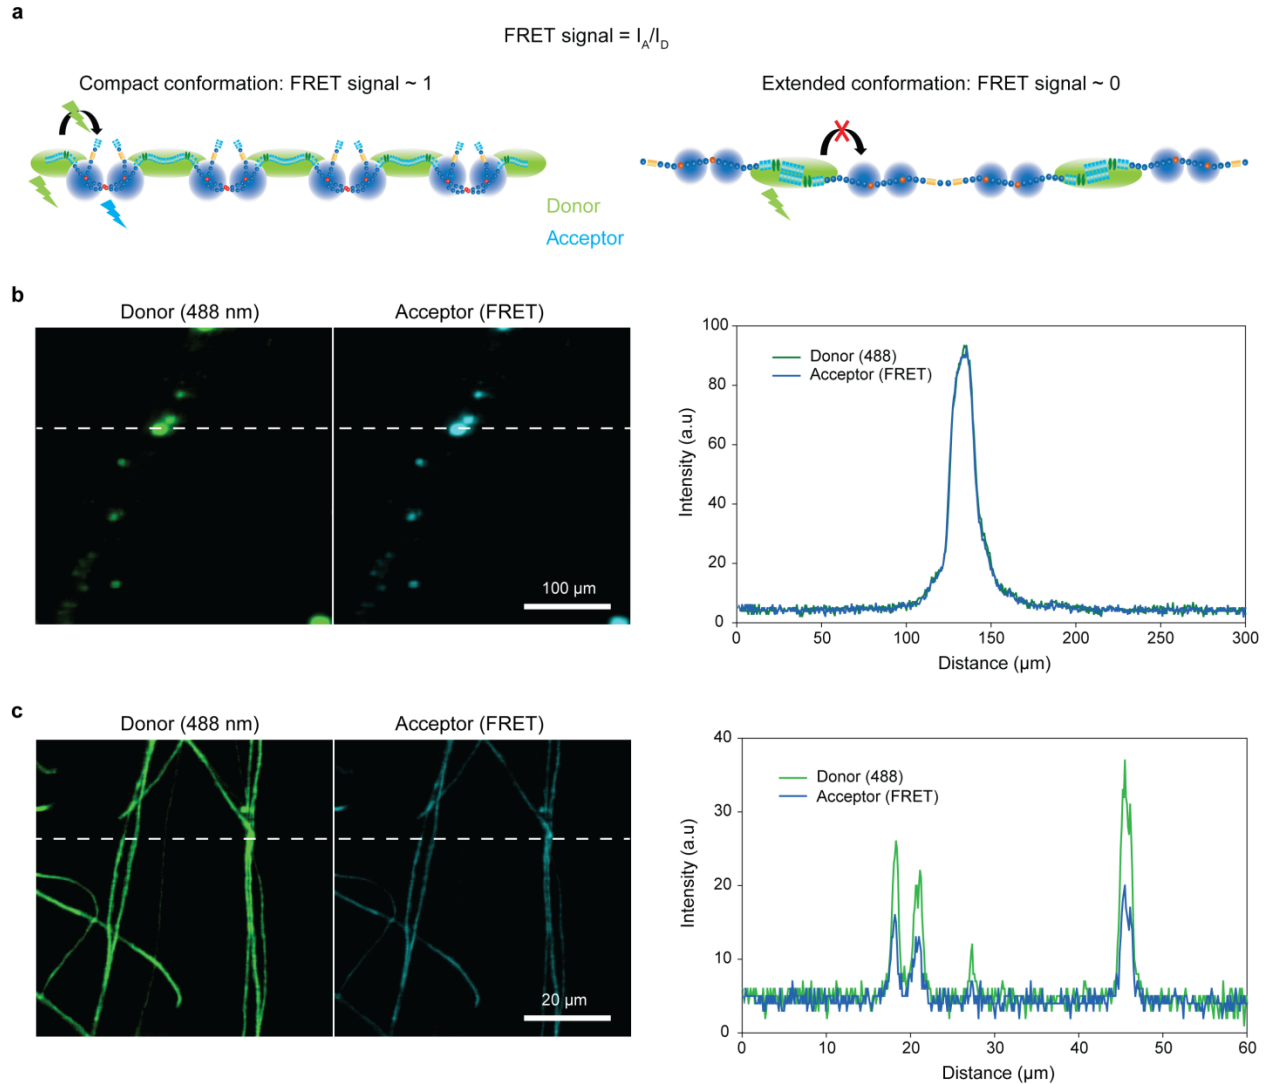 a
FRET signal = I_A/I_D
Compact conformation: FRET signal ~ 1
Extended conformation: FRET signal ~ 0
Donor
Acceptor
b
Donor (488 nm)
Acceptor (FRET)
100 µm
100
80
60
40
20
0
Intensity (a.u)
Donor (488)
Acceptor (FRET)
0 50 100 150 200 250 300
Distance (µm)
c
Donor (488 nm)
Acceptor (FRET)
20 µm
40
30
20
10
0
Intensity (a.u)
Donor (488)
Acceptor (FRET)
0 10 20 30 40 50 60
Distance (µm)